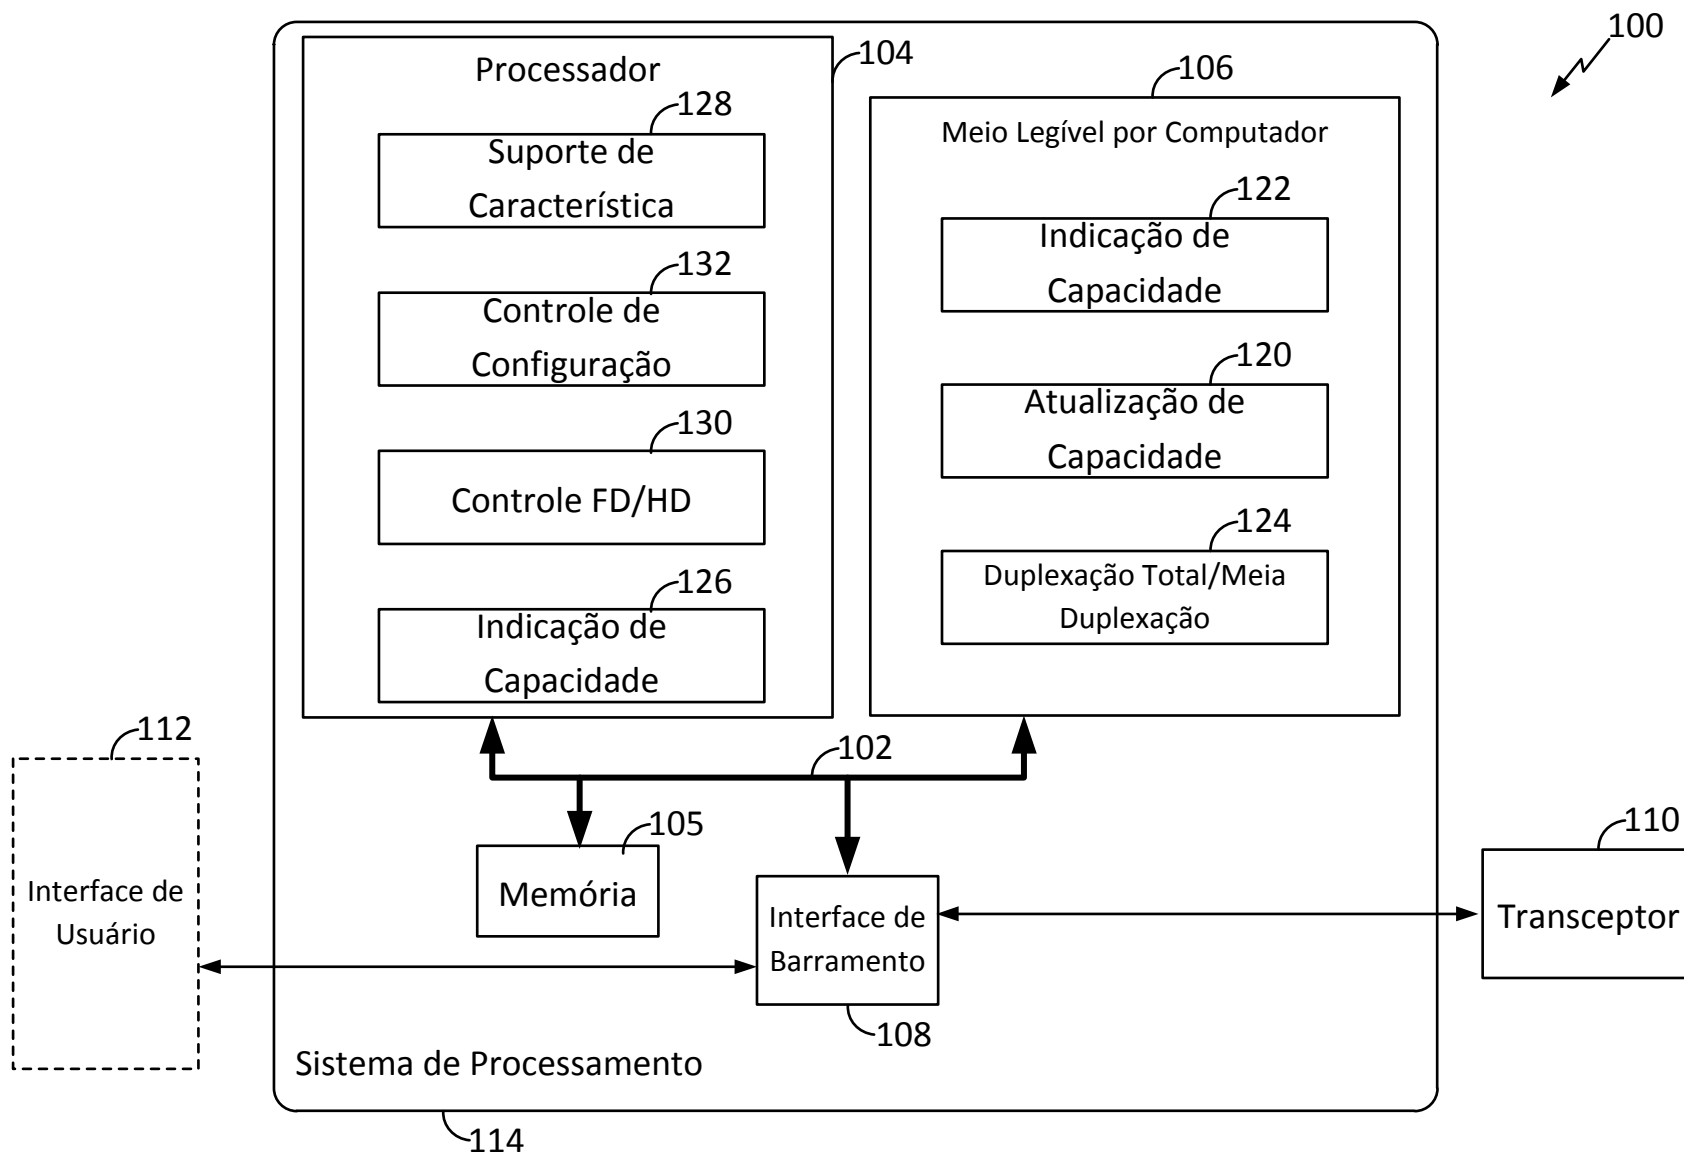 100
Processador
104
128
Suporte de
Característica
132
Controle de
Configuração
130
Controle FD/HD
126
Indicação de
Capacidade
106
Meio Legível por Computador
122
Indicação de
Capacidade
120
Atualização de
Capacidade
124
Duplexação Total/Meia
Duplexação
112
Interface de
Usuário
102
105
Memória
Interface de
Barramento
108
110
Transceptor
Sistema de Processamento
114